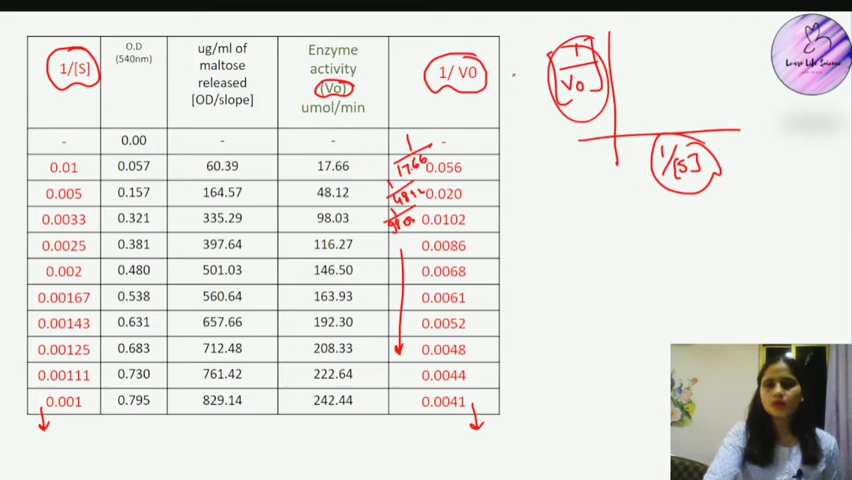 1/[S] O.D (540nm) ug/ml of maltose released [OD/slope] Enzyme activity (Vo) umol/min 1/ V0
- 0.00 - - -
0.01 0.057 60.39 17.66 1/17.66 0.056
0.005 0.157 164.57 48.12 1/48.12 0.020
0.0033 0.321 335.29 98.03 1/98.03 0.0102
0.0025 0.381 397.64 116.27 0.0086
0.002 0.480 501.03 146.50 0.0068
0.00167 0.538 560.64 163.93 0.0061
0.00143 0.631 657.66 192.30 0.0052
0.00125 0.683 712.48 208.33 0.0048
0.00111 0.730 761.42 222.64 0.0044
0.001 0.795 829.14 242.44 0.0041
1/[Vo]
1/[S]